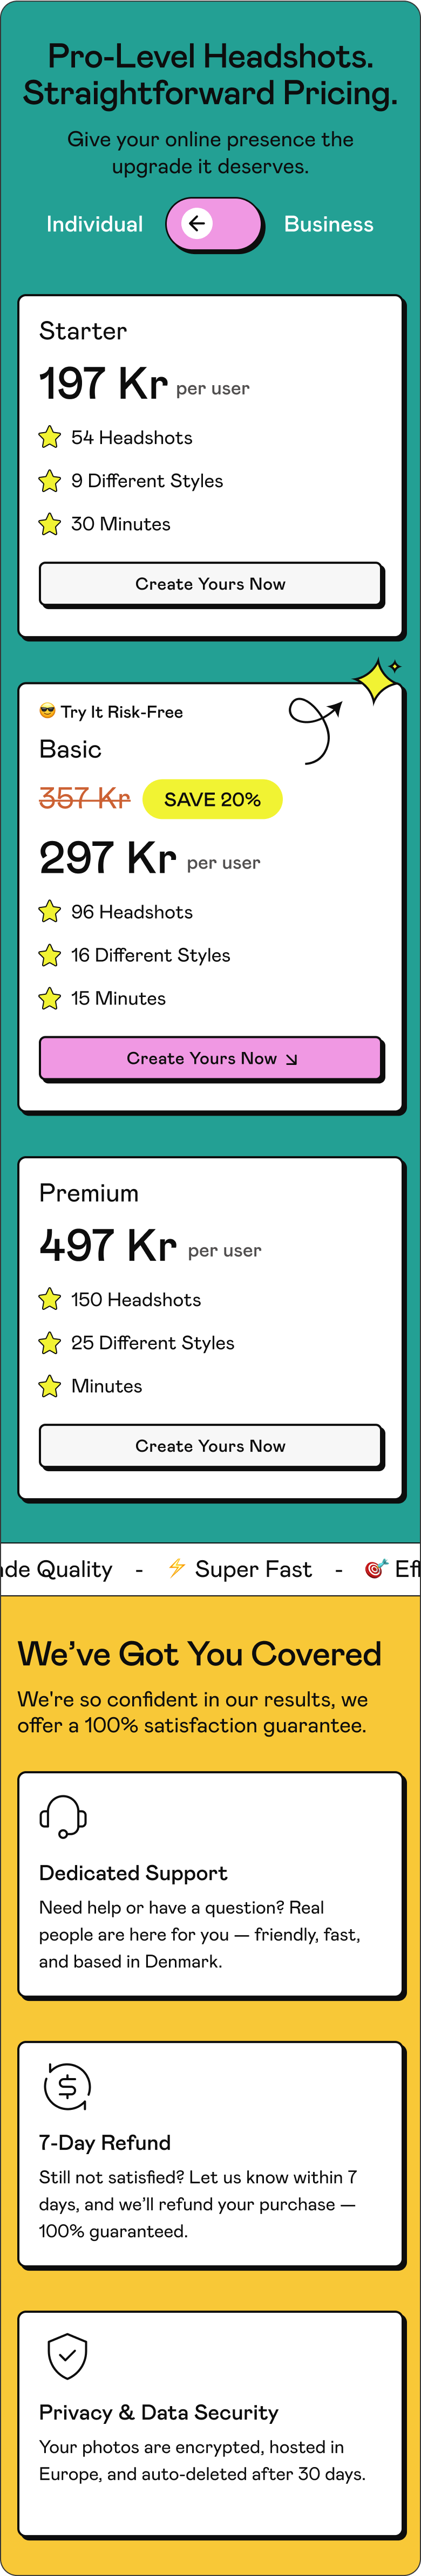 Pro-Level Headshots.
Straightforward Pricing.
Give your online presence the
upgrade it deserves.
Individual
Business
Starter
197 Kr per user
54 Headshots
9 Different Styles
30 Minutes
Create Yours Now
😎 Try It Risk-Free
Basic
357 Kr SAVE 20%
297 Kr per user
96 Headshots
16 Different Styles
15 Minutes
Create Yours Now
Premium
497 Kr per user
150 Headshots
25 Different Styles
Minutes
Create Yours Now
de Quality - ⚡ Super Fast - 🎯 Eff
We’ve Got You Covered
We're so confident in our results, we
offer a 100% satisfaction guarantee.
Dedicated Support
Need help or have a question? Real
people are here for you — friendly, fast,
and based in Denmark.
7-Day Refund
Still not satisfied? Let us know within 7
days, and we’ll refund your purchase —
100% guaranteed.
Privacy & Data Security
Your photos are encrypted, hosted in
Europe, and auto-deleted after 30 days.